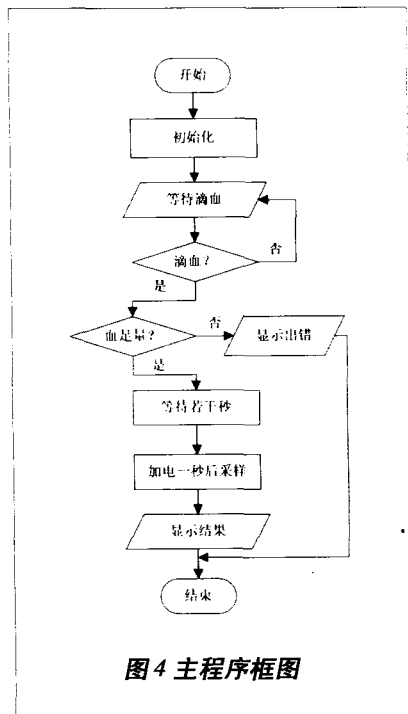 开始
初始化
等待滴血
滴血?
否
是
血足量?
否
显示出错
是
等待若干秒
加电一秒后采样
显示结果
结束
图4 主程序框图